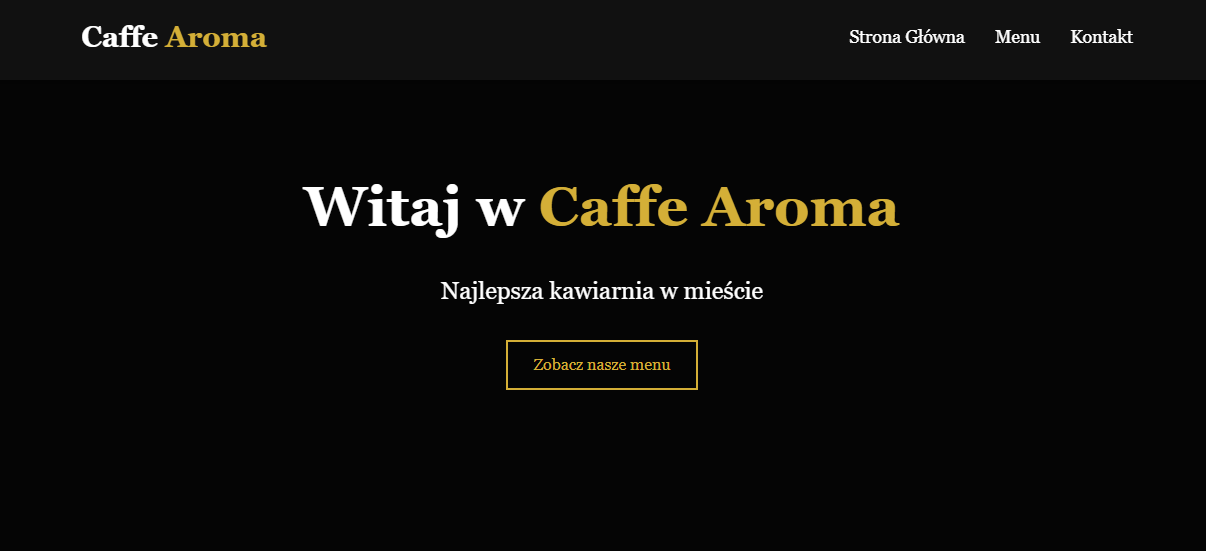 Caffe Aroma
Strona Główna Menu Kontakt
Witaj w Caffe Aroma
Najlepsza kawiarnia w mieście
Zobacz nasze menu